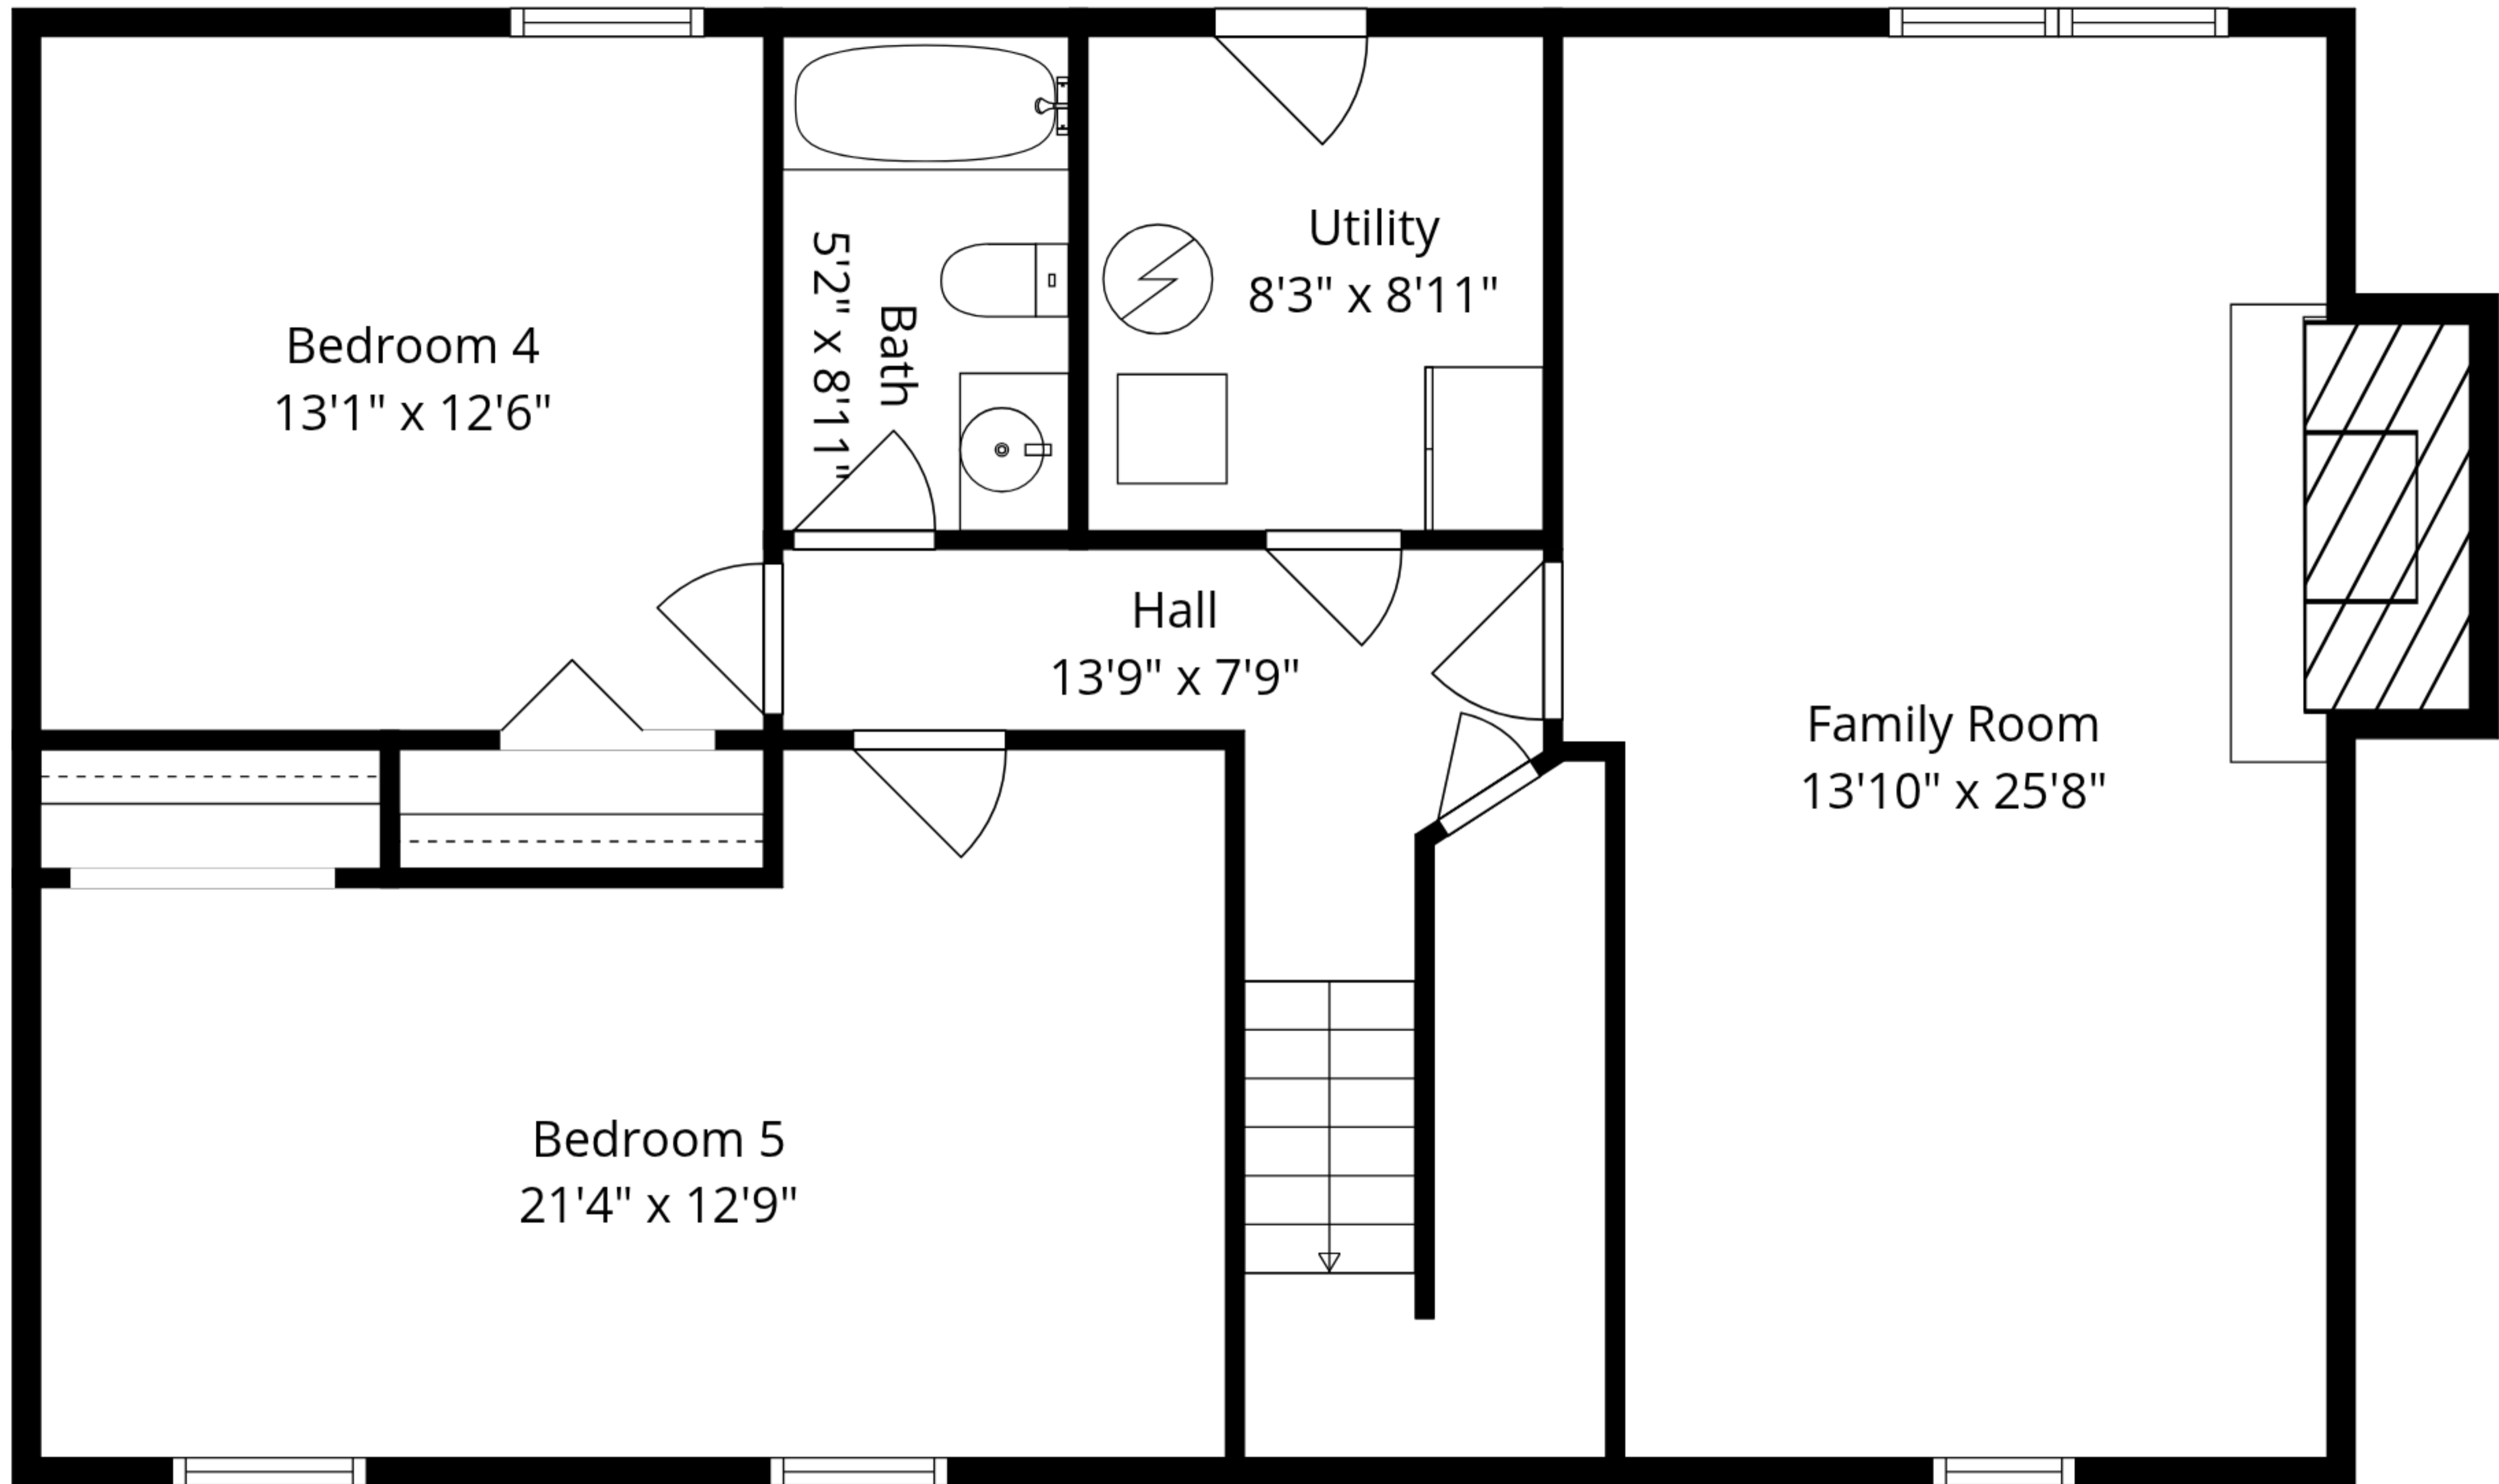 Utility
8'3" x 8'11"
Bath
5'2" x 8'11"
Bedroom 4
13'1" x 12'6"
Hall
13'9" x 7'9"
Family Room
13'10" x 25'8"
Bedroom 5
21'4" x 12'9"